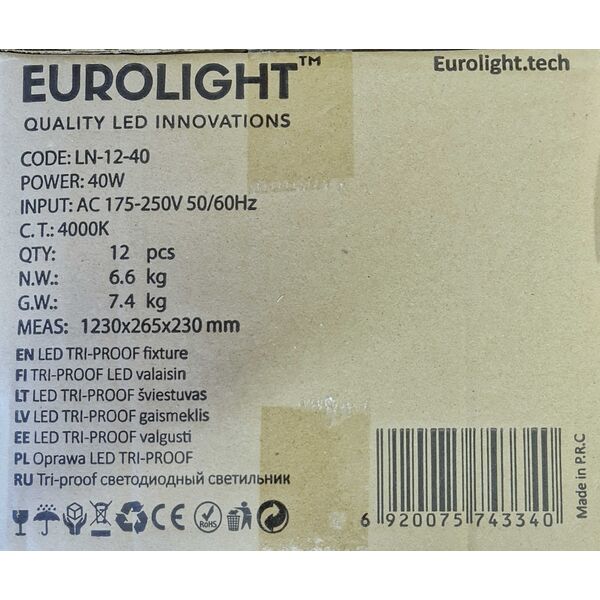 EUROLIGHT™
Eurolight.tech
QUALITY LED INNOVATIONS
CODE: LN-12-40
POWER: 40W
INPUT: AC 175-250V 50/60Hz
C.T.: 4000K
QTY: 12 pcs
N.W.: 6.6 kg
G.W.: 7.4 kg
MEAS: 1230x265x230 mm
EN LED TRI-PROOF fixture
FI TRI-PROOF LED valaisin
LT LED TRI-PROOF šviestuvas
LV LED TRI-PROOF gaismeklis
EE LED TRI-PROOF valgusti
PL Oprawa LED TRI-PROOF
RU Tri-proof светодиодный светильник
CE RoHS
6 920075 743340
Made in P.R.C